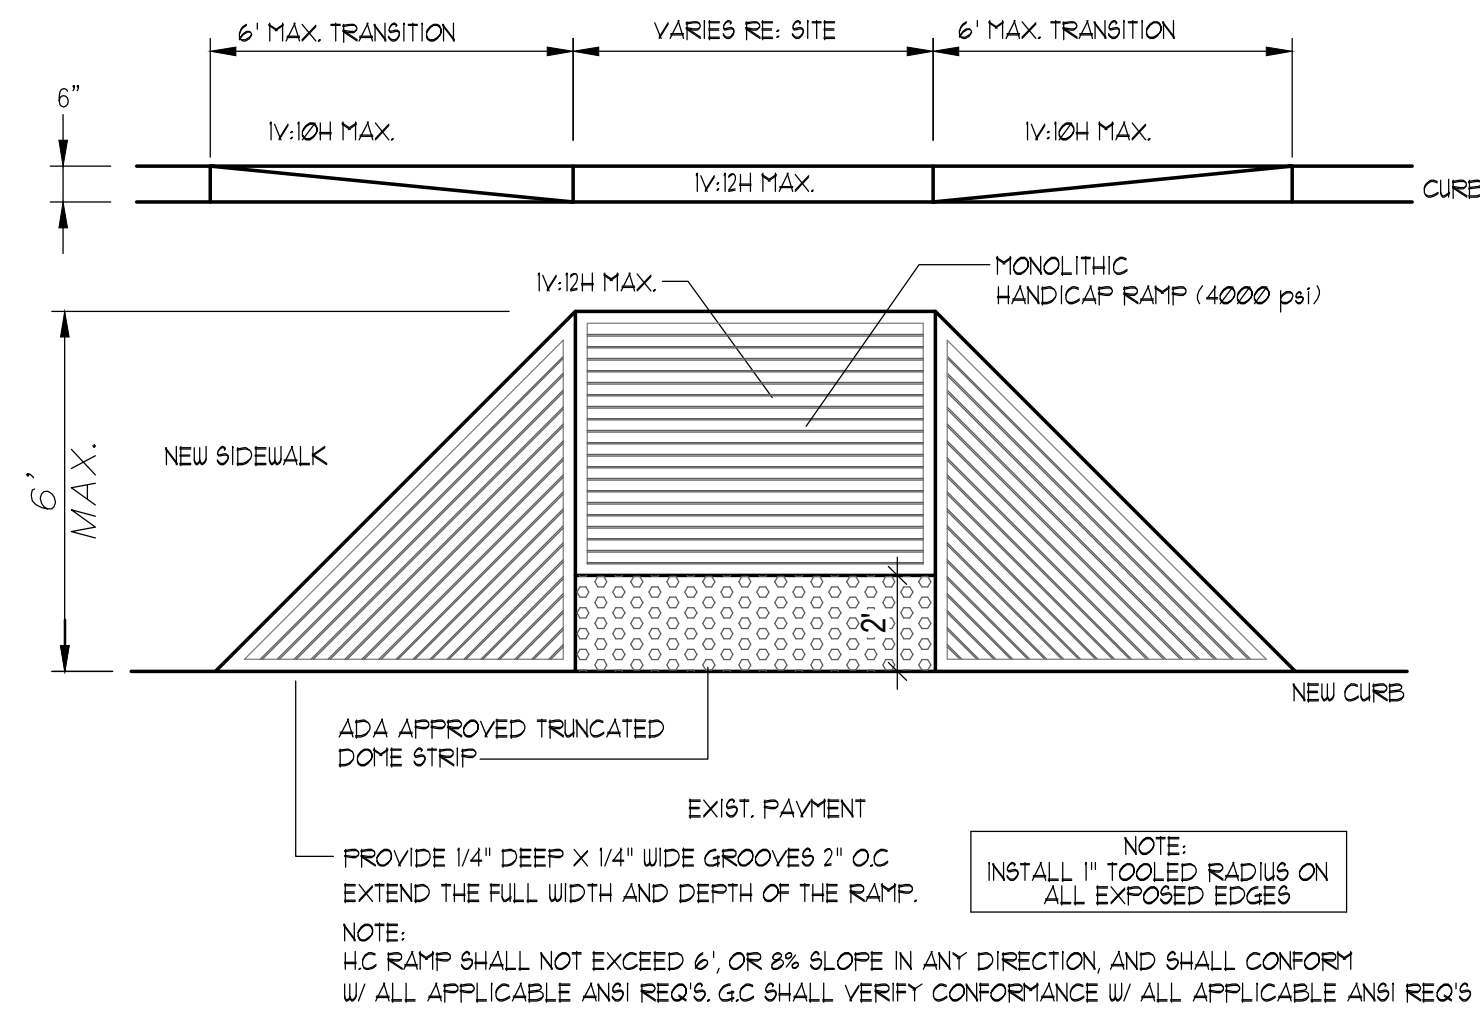 6' MAX. TRANSITION
VARIES RE: SITE
6' MAX. TRANSITION
6"
1V:10H MAX.
1V:10H MAX.
1V:12H MAX.
CURB
1V:12H MAX.
MONOLITHIC
HANDICAP RAMP (4000 psi)
NEW SIDEWALK
6'
MAX.
2'
NEW CURB
ADA APPROVED TRUNCATED
DOME STRIP
EXIST. PAVMENT
PROVIDE 1/4" DEEP X 1/4" WIDE GROOVES 2" O.C
EXTEND THE FULL WIDTH AND DEPTH OF THE RAMP.
NOTE:
INSTALL 1" TOOLED RADIUS ON
ALL EXPOSED EDGES
NOTE:
H.C RAMP SHALL NOT EXCEED 6', OR 8% SLOPE IN ANY DIRECTION, AND SHALL CONFORM
W/ ALL APPLICABLE ANSI REQ'S. G.C SHALL VERIFY CONFORMANCE W/ ALL APPLICABLE ANSI REQ'S